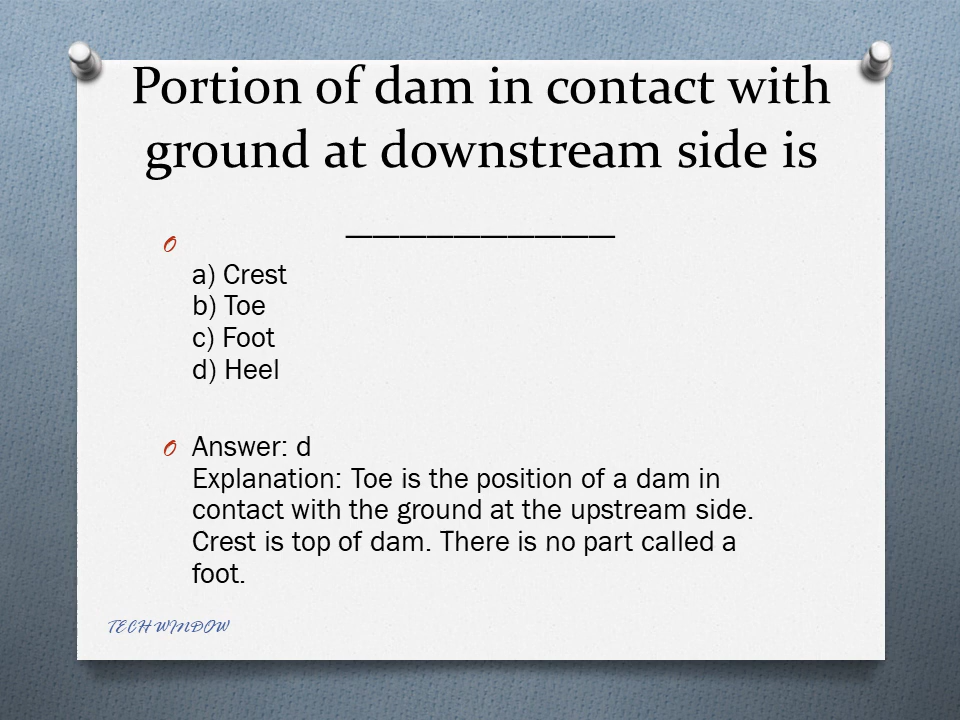 Portion of dam in contact with
ground at downstream side is
__________
a) Crest
b) Toe
c) Foot
d) Heel
Answer: d
Explanation: Toe is the position of a dam in
contact with the ground at the upstream side.
Crest is top of dam. There is no part called a
foot.
TECH WINDOW